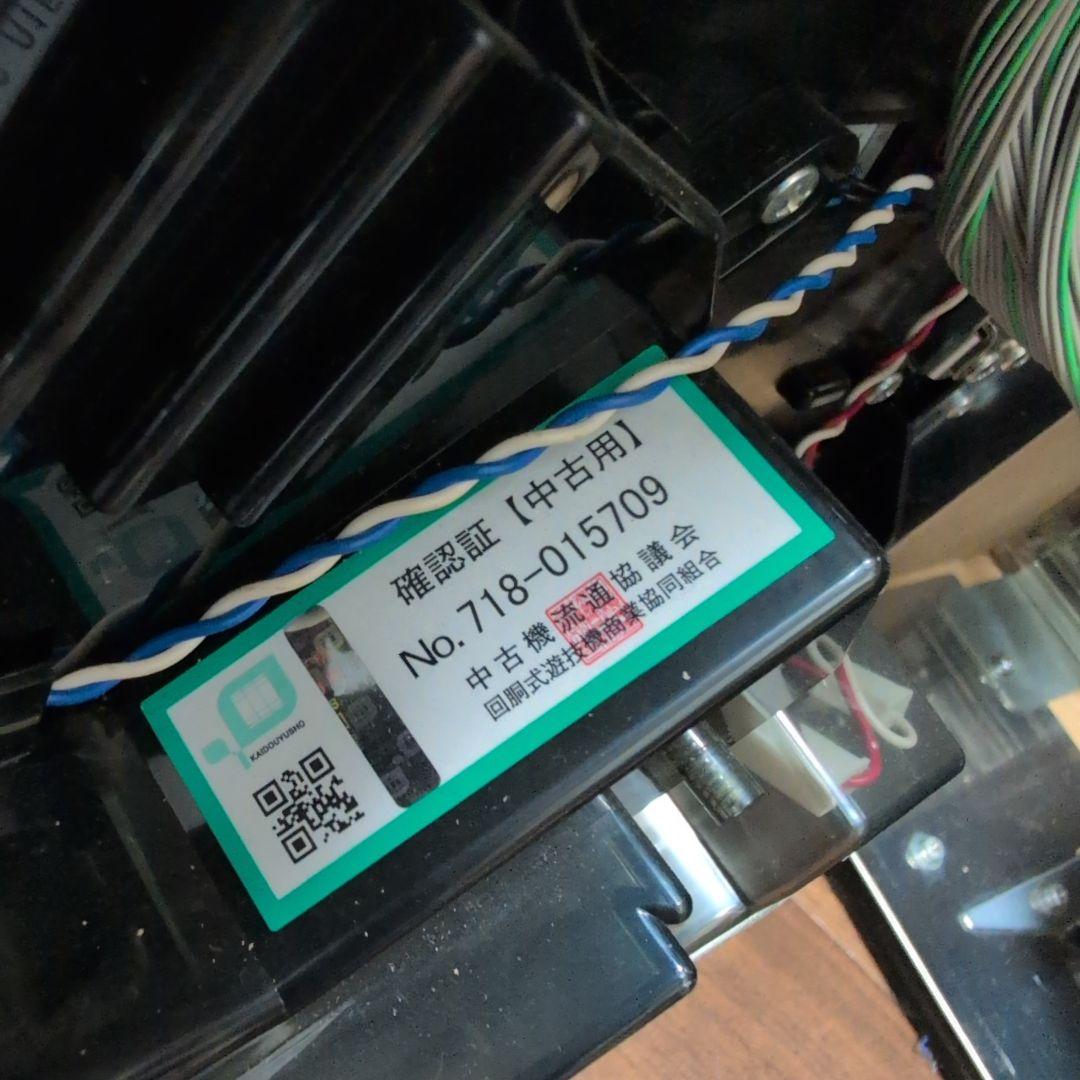 確認証【中古用】
No. 718-015709
中古機流通協議会
回胴式遊技機商業協同組合
KAIDOUYUSHO